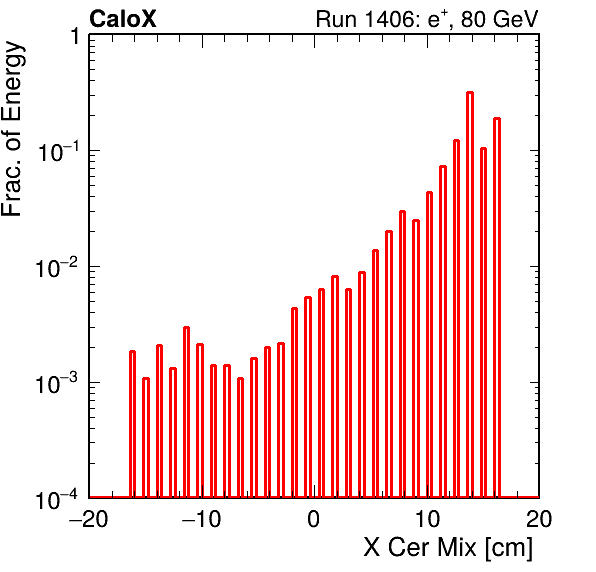 CaloX Run 1406: e⁺, 80 GeV
Frac. of Energy
1
10⁻¹
10⁻²
10⁻³
10⁻⁴
−20 −10 0 10 20
X Cer Mix [cm]